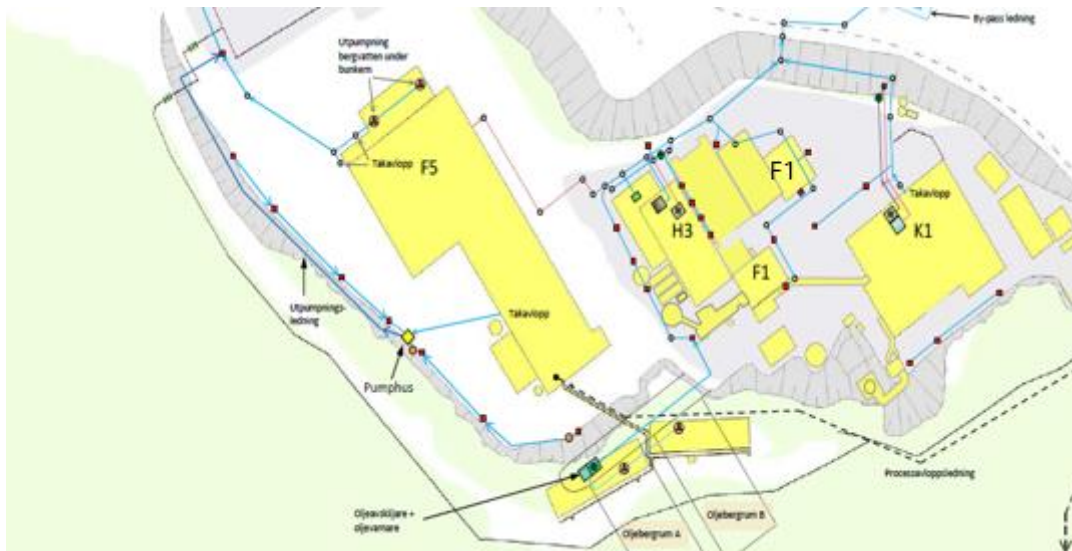 By-pass ledning
Utpumpning
bergvatten under
bunkern
Takavlopp
F5
F1
Takavlopp
H3
K1
F1
Utpumpnings-
ledning
Takavlopp
Pumphus
Processavloppsledning
Oljeavskiljare +
oljevarnare
Oljebergrum B
Oljebergrum A